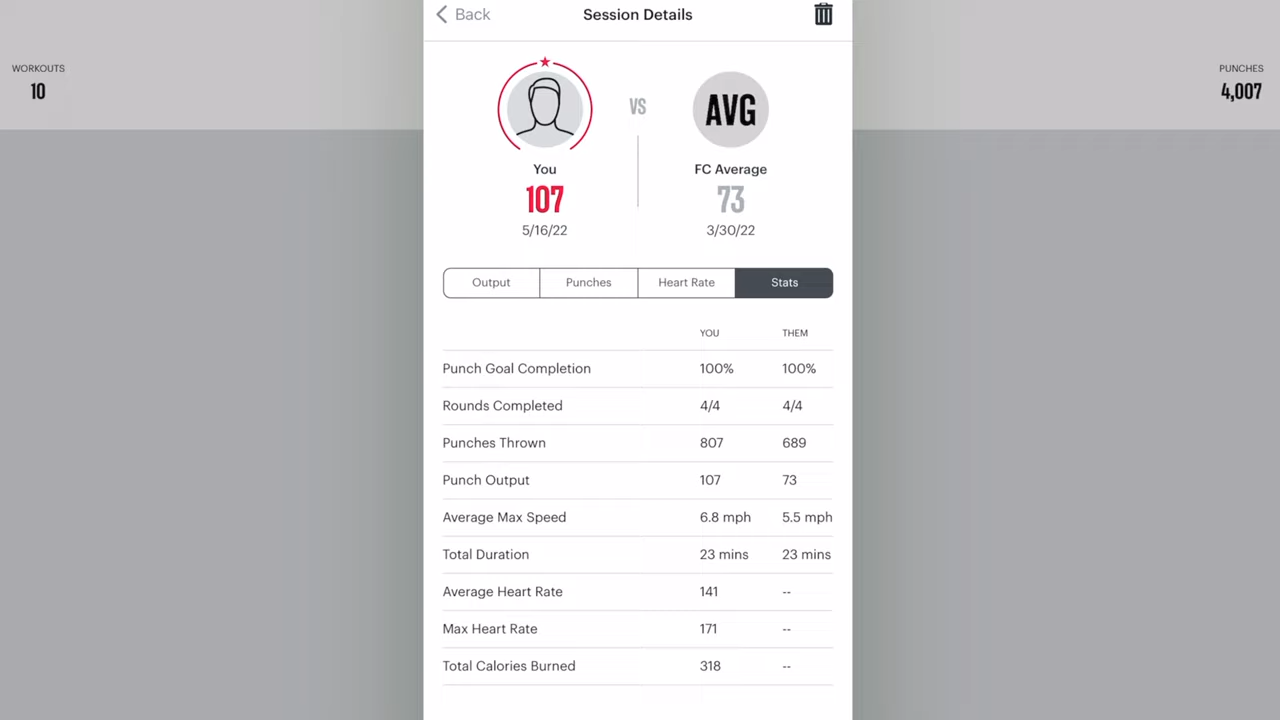 Back
Session Details
WORKOUTS
10
PUNCHES
4,007
VS
AVG
You
FC Average
107
73
5/16/22
3/30/22
Output
Punches
Heart Rate
Stats
YOU THEM
Punch Goal Completion 100% 100%
Rounds Completed 4/4 4/4
Punches Thrown 807 689
Punch Output 107 73
Average Max Speed 6.8 mph 5.5 mph
Total Duration 23 mins 23 mins
Average Heart Rate 141 --
Max Heart Rate 171 --
Total Calories Burned 318 --